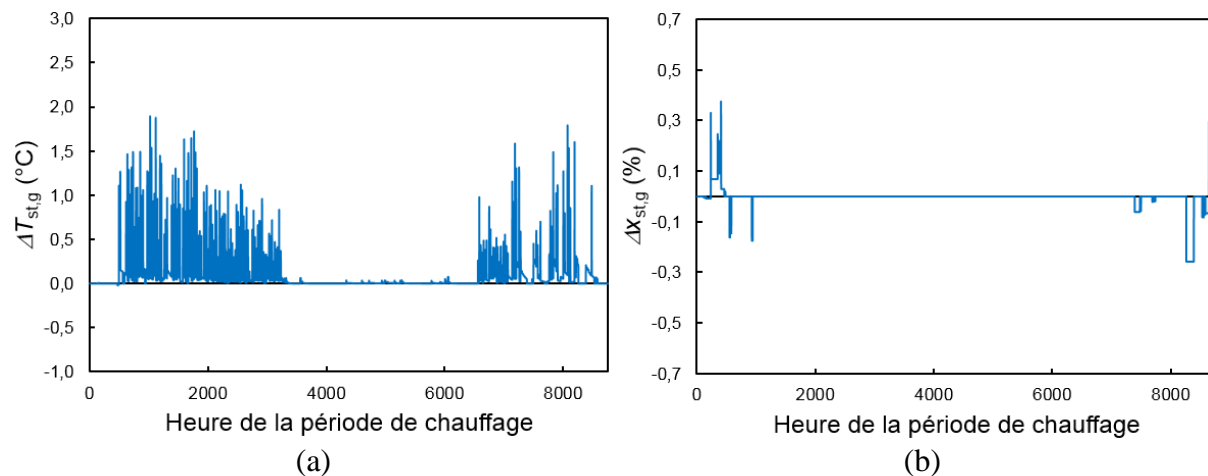 3,0
2,5
2,0
1,5
1,0
0,5
0,0
-0,5
-1,0
ΔT_st,g (°C)
0 2000 4000 6000 8000
Heure de la période de chauffage
(a)
0,7
0,5
0,3
0,1
-0,1
-0,3
-0,5
-0,7
Δx_st,g (%)
0 2000 4000 6000 8000
Heure de la période de chauffage
(b)